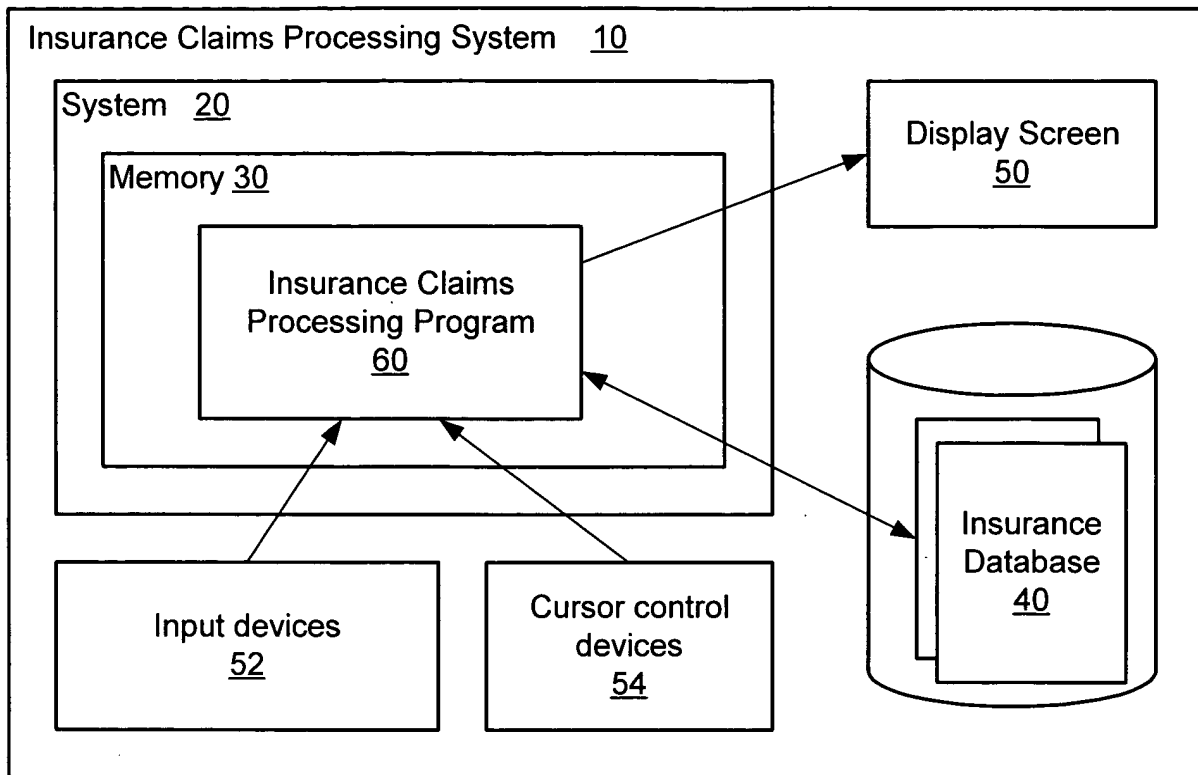 Insurance Claims Processing System 10
System 20
Memory 30
Insurance Claims
Processing Program
60
Display Screen
50
Insurance
Database
40
Input devices
52
Cursor control
devices
54